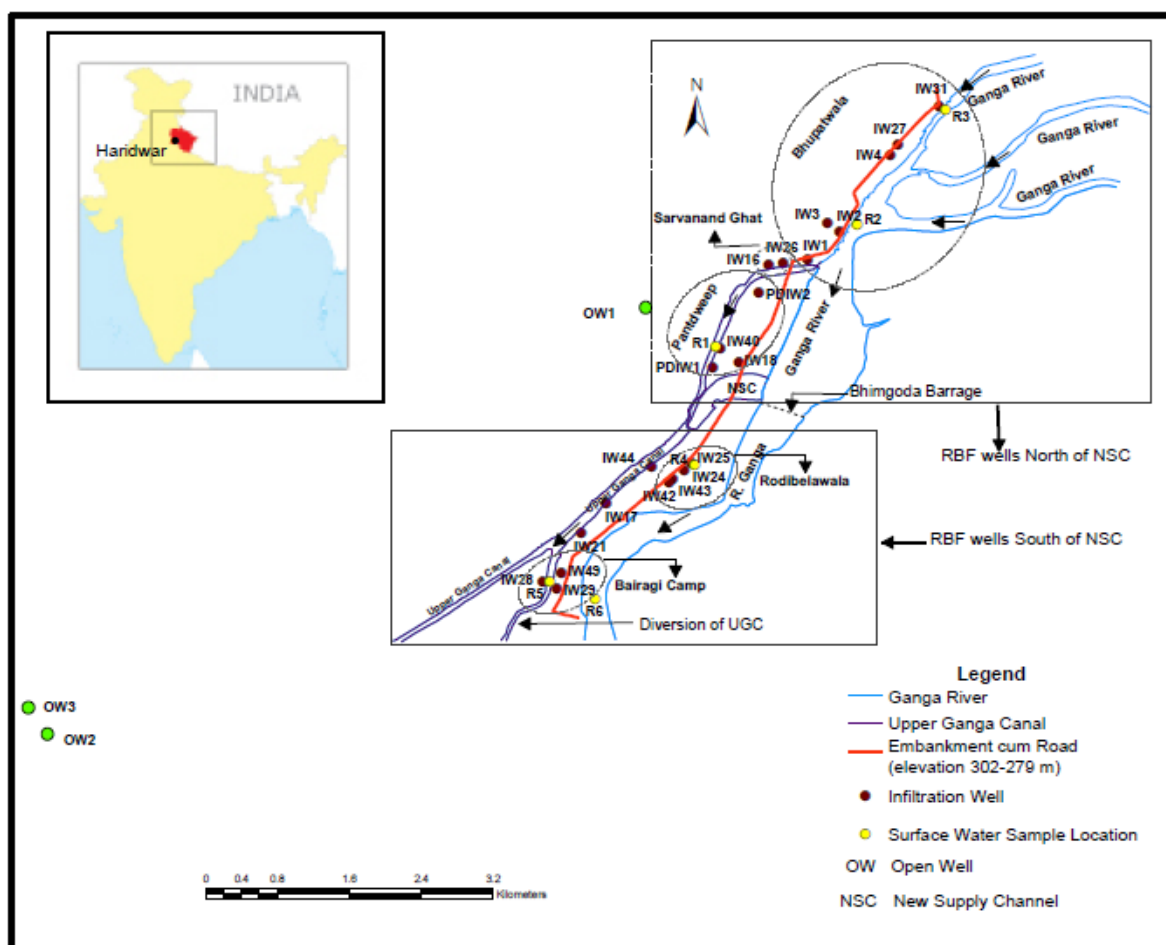 INDIA
Haridwar
N
IW31
Ganga River
R3
Bhupatwala
IW27
IW4
Ganga River
Ganga River
Sarvanand Ghat
IW3
IW2
R2
IW26
IW1
IW16
PDIW2
OW1
Pantdweep
Ganga River
R1
IW40
PDIW1
IW18
NSC
Bhimgoda Barrage
RBF wells North of NSC
IW44
Upper Ganga Canal
R4
IW25
IW24
IW42
IW43
R. Ganga
Rodibelawala
IW17
IW21
RBF wells South of NSC
Upper Ganga Canal
IW28
IW49
R5
IW29
Bairagi Camp
R6
Diversion of UGC
OW3
OW2
Legend
Ganga River
Upper Ganga Canal
Embankment cum Road
(elevation 302-279 m)
Infiltration Well
Surface Water Sample Location
OW Open Well
NSC New Supply Channel
0 0.4 0.8 1.6 2.4 3.2
Kilometers